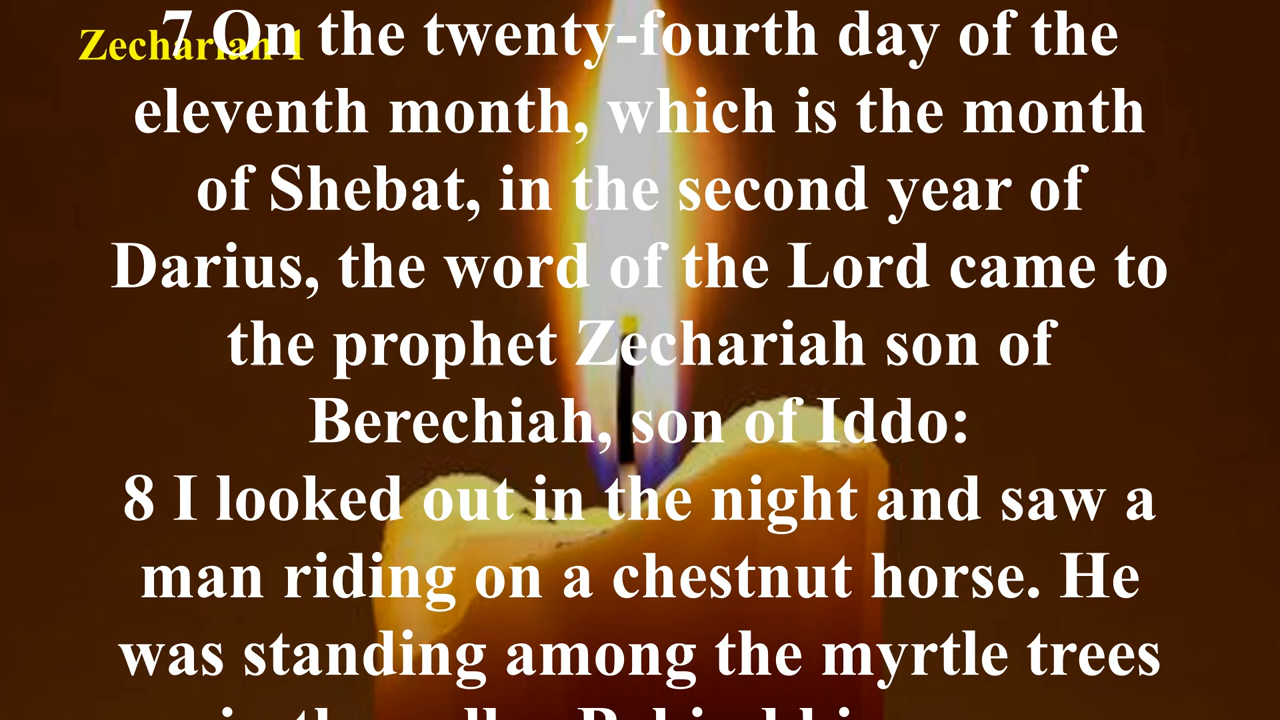 Zechariah 1
7 On the twenty-fourth day of the
eleventh month, which is the month
of Shebat, in the second year of
Darius, the word of the Lord came to
the prophet Zechariah son of
Berechiah, son of Iddo:
8 I looked out in the night and saw a
man riding on a chestnut horse. He
was standing among the myrtle trees